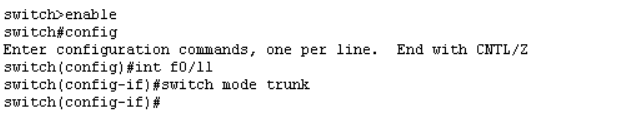 switch>enable
switch#config
Enter configuration commands, one per line.  End with CNTL/Z
switch(config)#int f0/11
switch(config-if)#switch mode trunk
switch(config-if)#